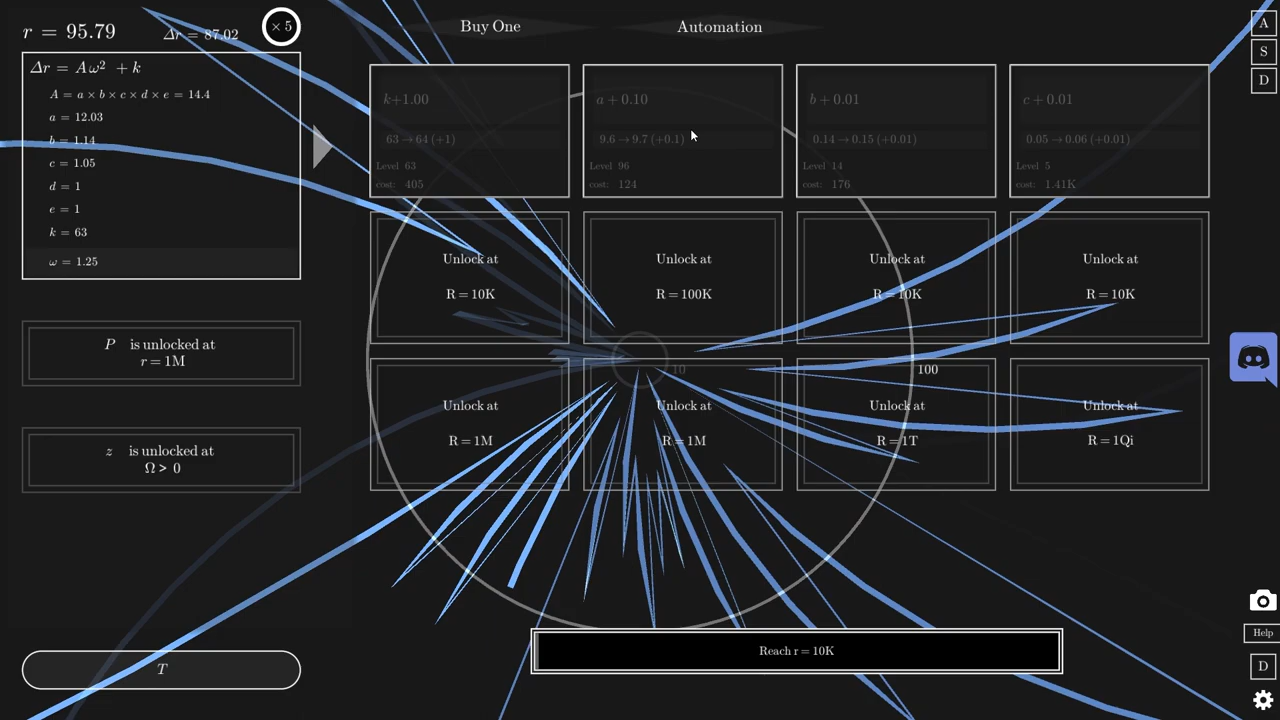 r = 95.79
Δr = 87.02
×5
Δr = Aω² + k
A = a × b × c × d × e = 14.4
a = 12.03
b = 1.14
c = 1.05
d = 1
e = 1
k = 63
ω = 1.25
P is unlocked at
r = 1M
z is unlocked at
Ω > 0
T
Buy One
Automation
k+1.00
63→64 (+1)
Level 63
cost: 405
a + 0.10
9.6→9.7 (+0.1)
Level 96
cost: 124
b + 0.01
0.14→0.15 (+0.01)
Level 14
cost: 176
c + 0.01
0.05→0.06 (+0.01)
Level 5
cost: 1.41K
Unlock at
R = 10K
Unlock at
R = 100K
Unlock at
R = 10K
Unlock at
R = 10K
10
100
Unlock at
R = 1M
Unlock at
R = 1M
Unlock at
R = 1T
Unlock at
R = 1Qi
Reach r = 10K
A
S
D
Help
D